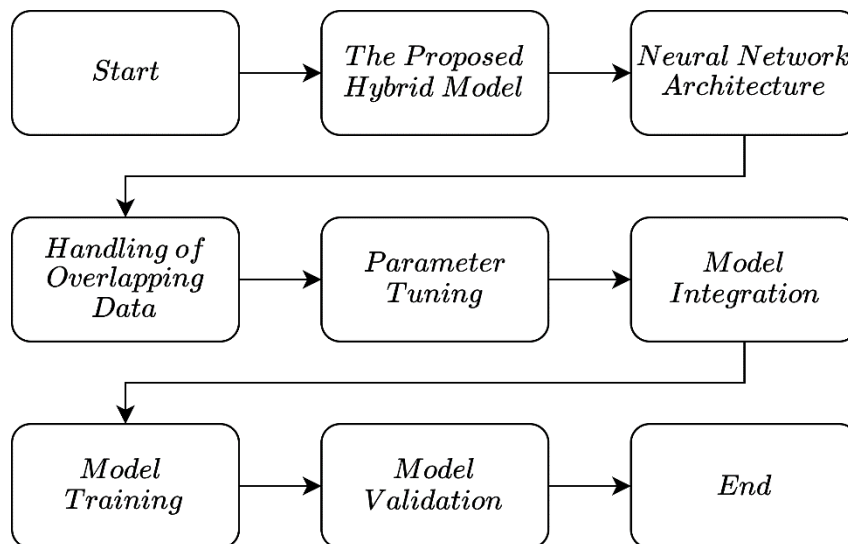 Start
The Proposed
Hybrid Model
Neural Network
Architecture
Handling of
Overlapping
Data
Parameter
Tuning
Model
Integration
Model
Training
Model
Validation
End